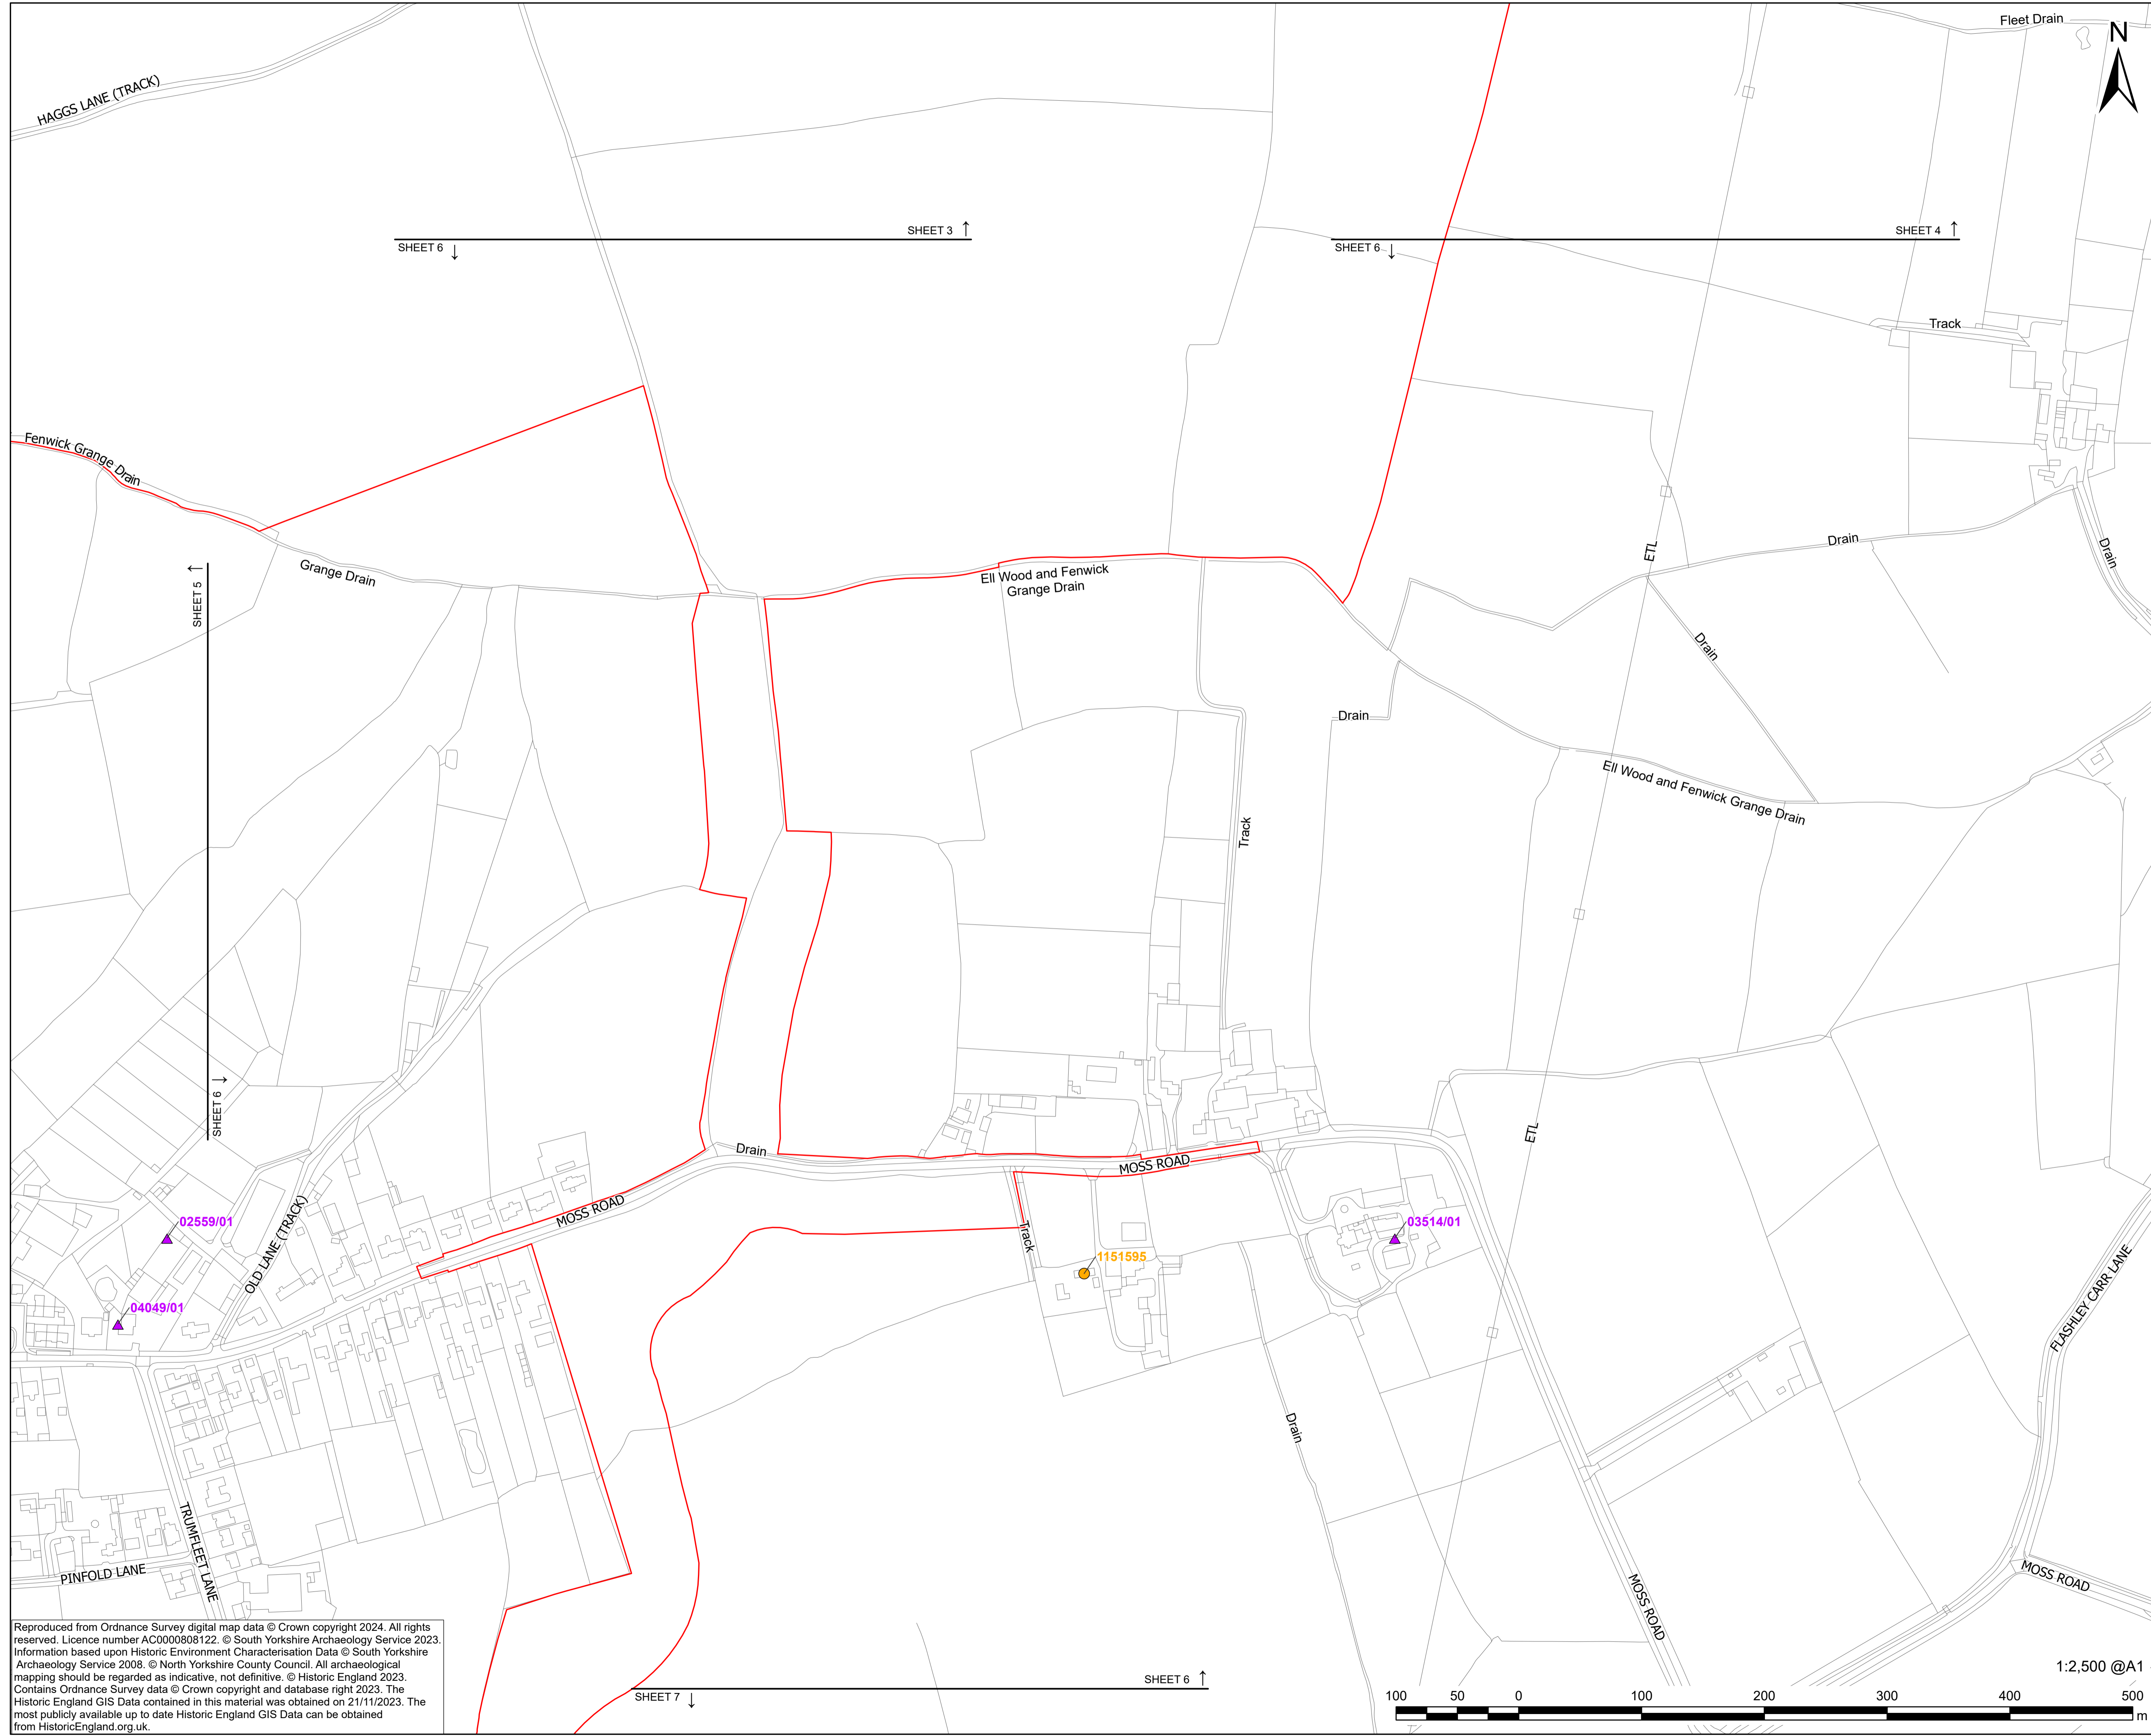 Fleet Drain
N
HAGGS LANE (TRACK)
SHEET 3 ↑
SHEET 6 ↓
SHEET 4 ↑
SHEET 6 ↓
Track
Fenwick Grange Drain
Grange Drain
SHEET 5 ↑
Ell Wood and Fenwick
Grange Drain
ETL
Drain
Drain
Drain
Drain
Ell Wood and Fenwick Grange Drain
Track
SHEET 6 ↓
Drain
ETL
MOSS ROAD
MOSS ROAD
OLD LANE (TRACK)
02559/01
03514/01
Track
1151595
04049/01
FLASHLEY CARR LANE
Drain
TRUMFLEET LANE
PINFOLD LANE
MOSS ROAD
MOSS ROAD
Reproduced from Ordnance Survey digital map data © Crown copyright 2024. All rights
reserved. Licence number AC0000808122. © South Yorkshire Archaeology Service 2023.
Information based upon Historic Environment Characterisation Data © South Yorkshire
Archaeology Service 2008. © North Yorkshire County Council. All archaeological
mapping should be regarded as indicative, not definitive. © Historic England 2023.
Contains Ordnance Survey data © Crown copyright and database right 2023. The
Historic England GIS Data contained in this material was obtained on 21/11/2023. The
most publicly available up to date Historic England GIS Data can be obtained
from HistoricEngland.org.uk.
SHEET 6 ↑
SHEET 7 ↓
1:2,500 @A1
100 50 0 100 200 300 400 500
m